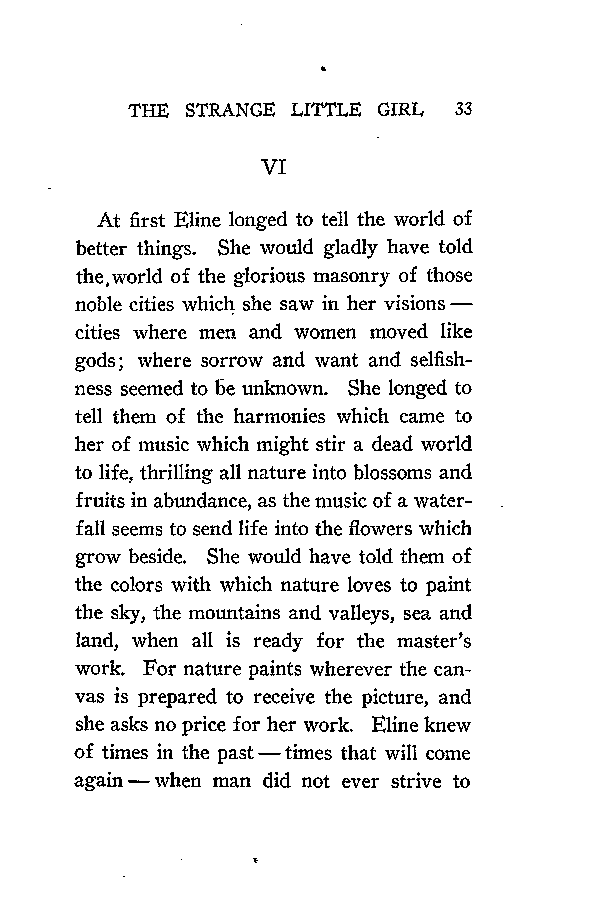 THE STRANGE LITTLE GIRL 33
VI
At first Eline longed to tell the world of
better things. She would gladly have told
the world of the glorious masonry of those
noble cities which she saw in her visions —
cities where men and women moved like
gods; where sorrow and want and selfish-
ness seemed to be unknown. She longed to
tell them of the harmonies which came to
her of music which might stir a dead world
to life, thrilling all nature into blossoms and
fruits in abundance, as the music of a water-
fall seems to send life into the flowers which
grow beside. She would have told them of
the colors with which nature loves to paint
the sky, the mountains and valleys, sea and
land, when all is ready for the master's
work. For nature paints wherever the can-
vas is prepared to receive the picture, and
she asks no price for her work. Eline knew
of times in the past — times that will come
again — when man did not ever strive to